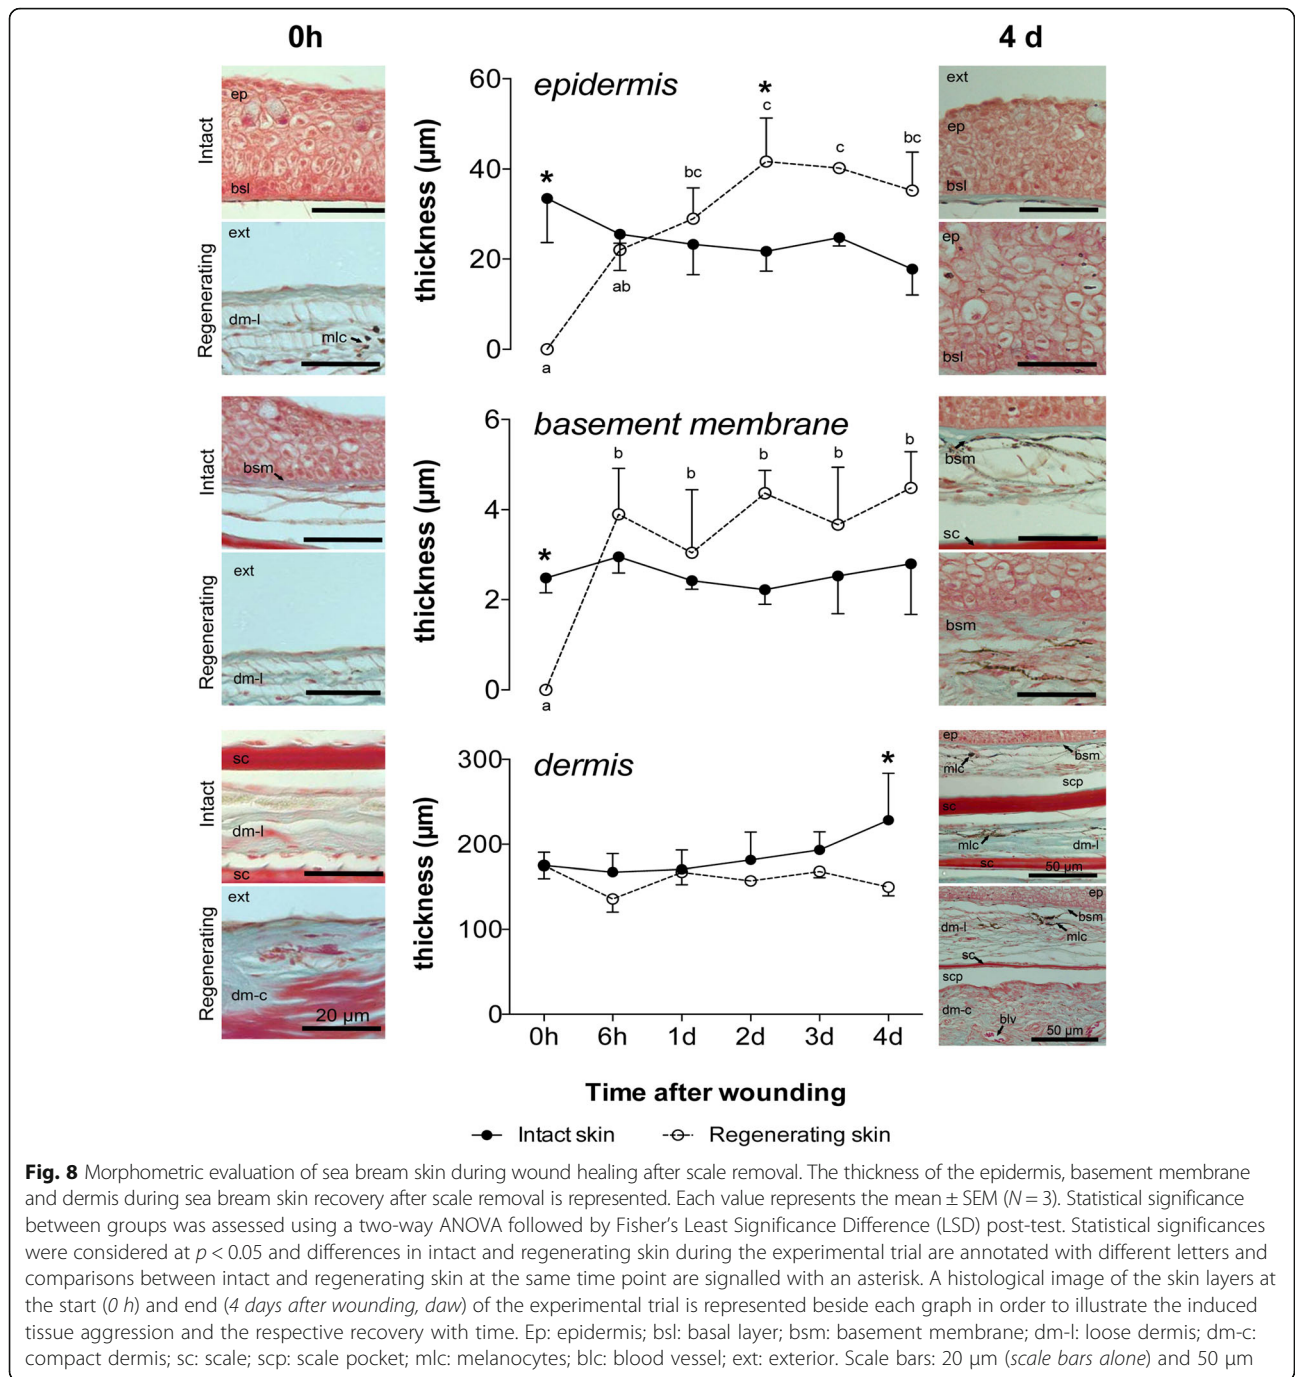 0h
4 d
Intact
ep
bsl
Regenerating
ext
dm-l
mlc
thickness (µm)
60
40
20
0
epidermis
*
*
a
ab
bc
c
c
bc
ext
ep
bsl
ep
bsl
Intact
bsm
Regenerating
ext
dm-l
thickness (µm)
6
4
2
0
basement membrane
*
a
b
b
b
b
b
bsm
sc
bsm
Intact
sc
dm-l
sc
Regenerating
ext
dm-c
20 µm
thickness (µm)
300
200
100
0
dermis
*
0h 6h 1d 2d 3d 4d
ep
bsm
mlc
scp
sc
mlc
dm-l
sc
50 µm
ep
bsm
dm-l
mlc
sc
scp
dm-c
blv
50 µm
Time after wounding
Intact skin Regenerating skin
Fig. 8 Morphometric evaluation of sea bream skin during wound healing after scale removal. The thickness of the epidermis, basement membrane
and dermis during sea bream skin recovery after scale removal is represented. Each value represents the mean ± SEM (N = 3). Statistical significance
between groups was assessed using a two-way ANOVA followed by Fisher’s Least Significance Difference (LSD) post-test. Statistical significances
were considered at p < 0.05 and differences in intact and regenerating skin during the experimental trial are annotated with different letters and
comparisons between intact and regenerating skin at the same time point are signalled with an asterisk. A histological image of the skin layers at
the start (0 h) and end (4 days after wounding, daw) of the experimental trial is represented beside each graph in order to illustrate the induced
tissue aggression and the respective recovery with time. Ep: epidermis; bsl: basal layer; bsm: basement membrane; dm-l: loose dermis; dm-c:
compact dermis; sc: scale; scp: scale pocket; mlc: melanocytes; blc: blood vessel; ext: exterior. Scale bars: 20 µm (scale bars alone) and 50 µm